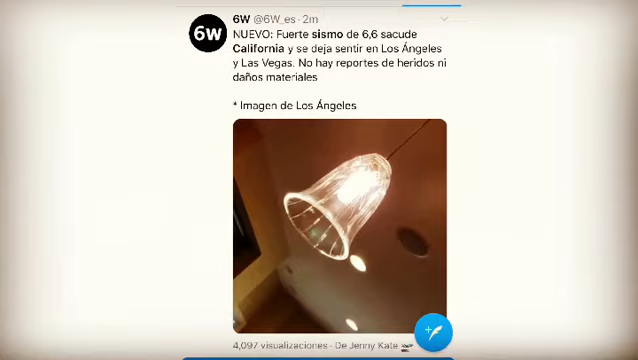 6W @6W_es · 2m
6W
NUEVO: Fuerte sismo de 6,6 sacude
California y se deja sentir en Los Ángeles
y Las Vegas. No hay reportes de heridos ni
daños materiales
* Imagen de Los Ángeles
4,097 visualizaciones · De Jenny Kate